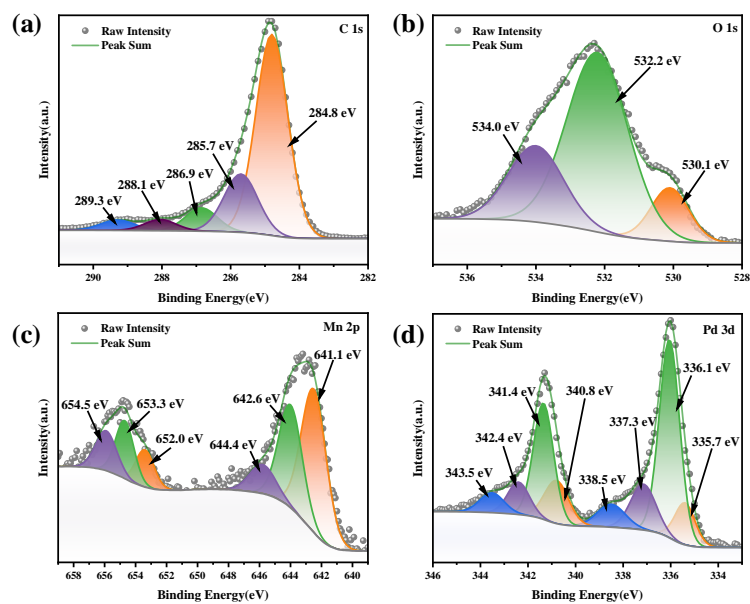 (a)
Raw Intensity
Peak Sum
C 1s
284.8 eV
285.7 eV
286.9 eV
288.1 eV
289.3 eV
Intensity(a.u.)
290 288 286 284 282
Binding Energy(eV)
(b)
Raw Intensity
Peak Sum
O 1s
532.2 eV
534.0 eV
530.1 eV
Intensity(a.u.)
536 534 532 530 528
Binding Energy(eV)
(c)
Raw Intensity
Peak Sum
Mn 2p
641.1 eV
642.6 eV
653.3 eV
654.5 eV
652.0 eV
644.4 eV
Intensity(a.u.)
658 656 654 652 650 648 646 644 642 640
Binding Energy(eV)
(d)
Raw Intensity
Peak Sum
Pd 3d
336.1 eV
341.4 eV
340.8 eV
337.3 eV
342.4 eV
335.7 eV
343.5 eV
338.5 eV
Intensity(a.u.)
346 344 342 340 338 336 334
Binding Energy(eV)